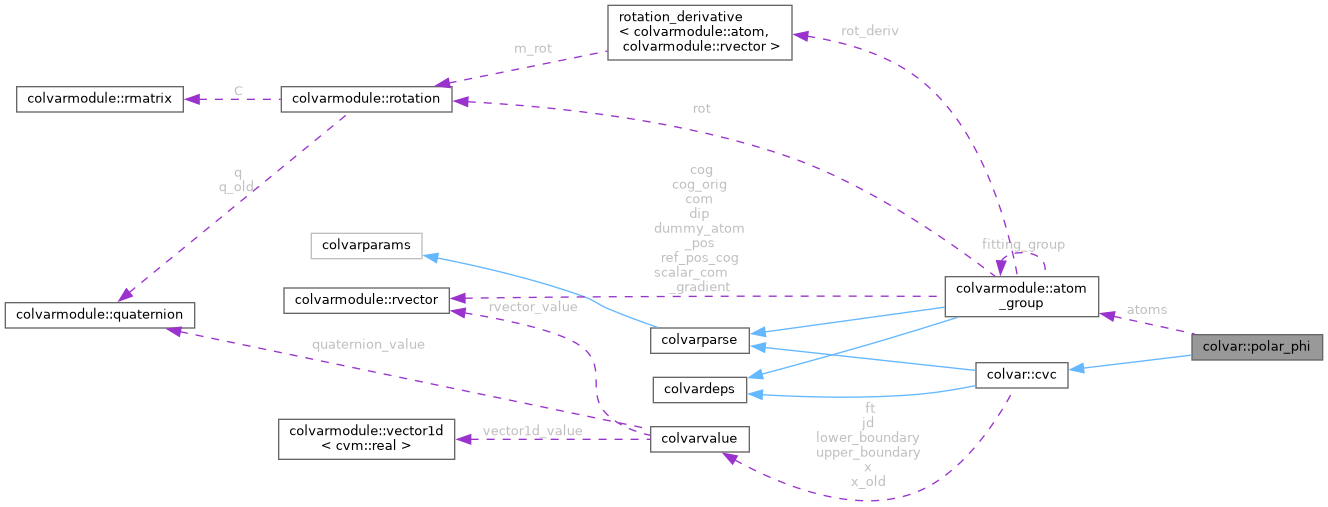 rotation_derivative
< colvarmodule::atom,
colvarmodule::rvector >
rot_deriv
m_rot
C
colvarmodule::rmatrix
colvarmodule::rotation
rot
q
q_old
cog
cog_orig
com
dip
dummy_atom
_pos
ref_pos_cog
scalar_com
_gradient
colvarparams
fitting_group
colvarmodule::atom
_group
colvarmodule::rvector
rvector_value
colvarmodule::quaternion
atoms
colvarparse
colvar::polar_phi
quaternion_value
colvar::cvc
colvardeps
ft
jd
lower_boundary
upper_boundary
x
x_old
colvarmodule::vector1d
< cvm::real >
vector1d_value
colvarvalue